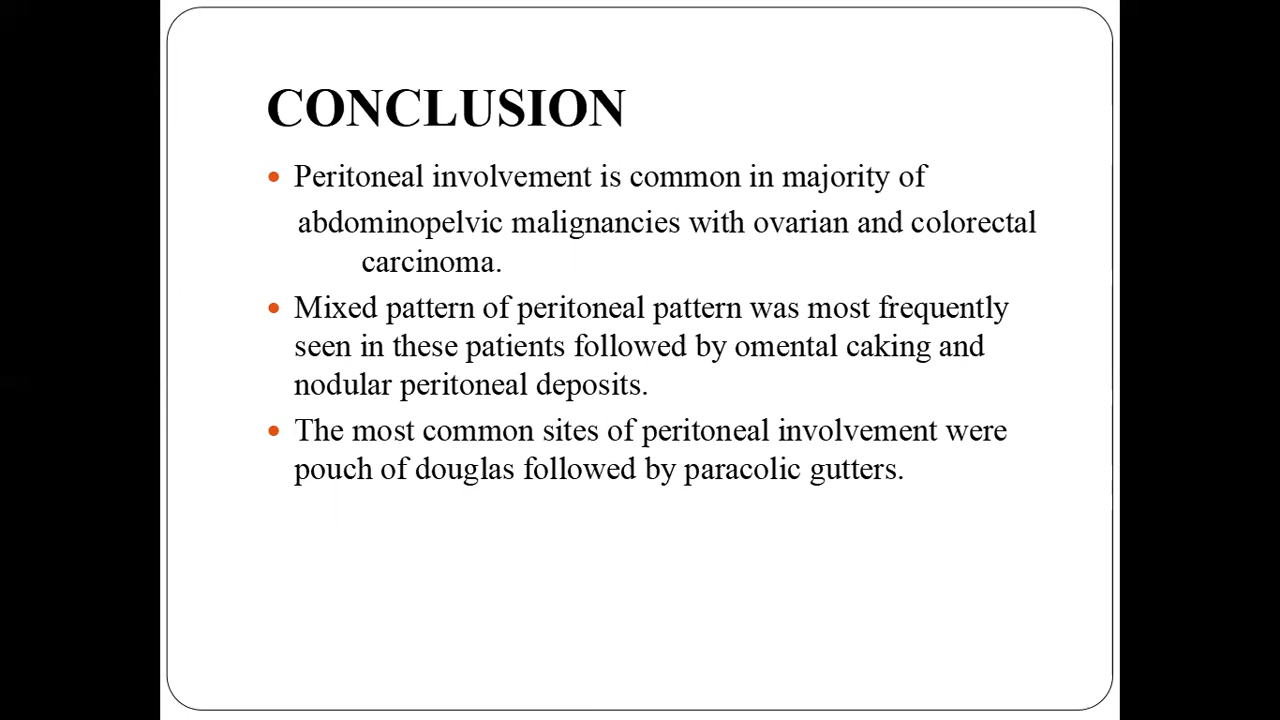 CONCLUSION
• Peritoneal involvement is common in majority of
abdominopelvic malignancies with ovarian and colorectal
carcinoma.
• Mixed pattern of peritoneal pattern was most frequently
seen in these patients followed by omental caking and
nodular peritoneal deposits.
• The most common sites of peritoneal involvement were
pouch of douglas followed by paracolic gutters.